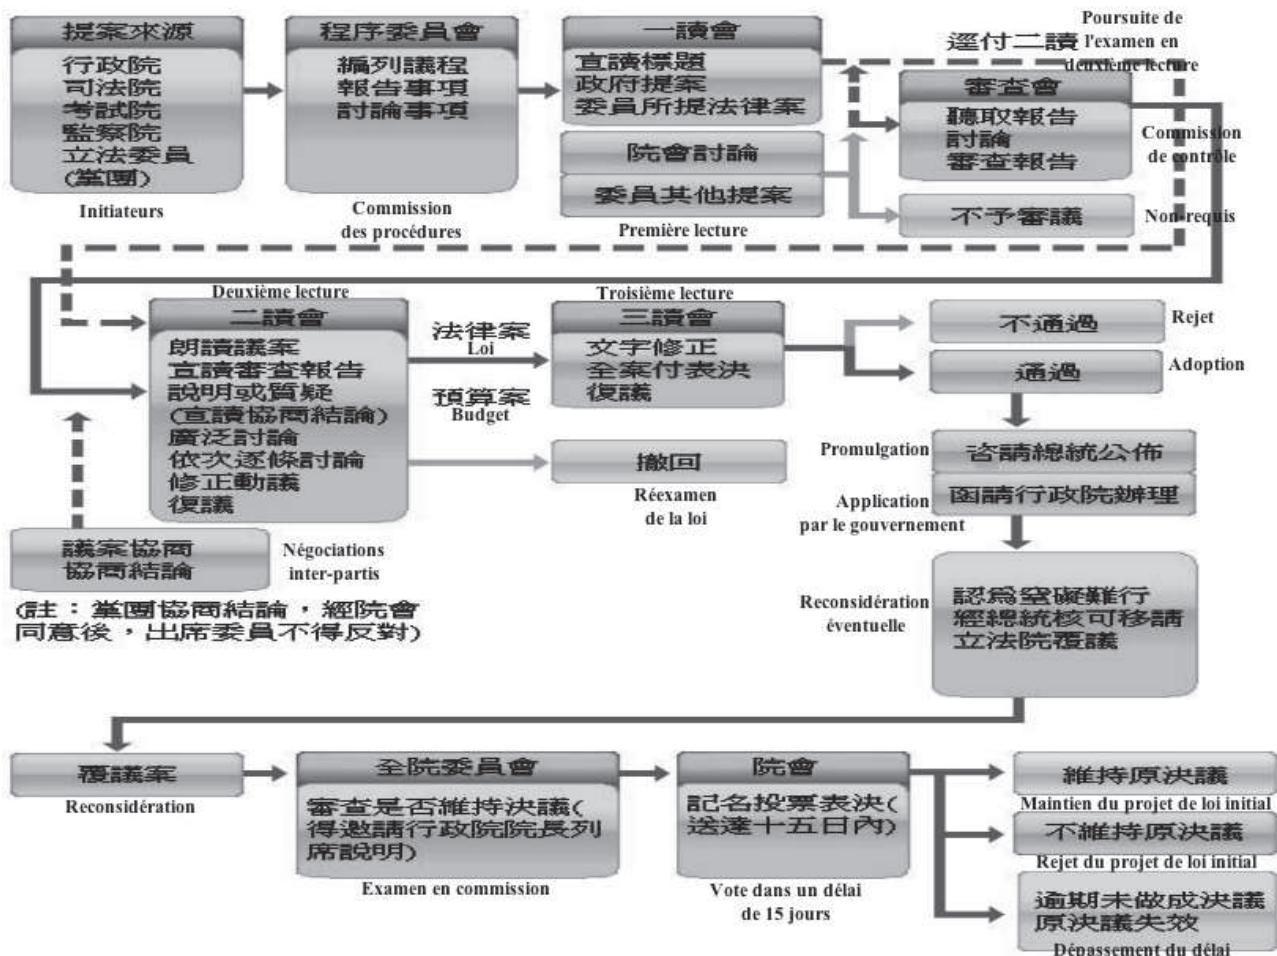 提案來源
行政院
司法院
考試院
監察院
立法委員
(黨團)
Initiateurs
程序委員會
編列議程
報告事項
討論事項
Commission
des procédures
一讀會
宣讀標題
政府提案
委員所提法律案
院會討論
委員其他提案
Première lecture
逕付二讀
Poursuite de
l'examen en
deuxième lecture
審查會
聽取報告
討論
審查報告
Commission
de contrôle
不予審議
Non-requis
Deuxième lecture
二讀會
朗讀議案
宣讀審查報告
說明或質疑
(宣讀協商結論)
廣泛討論
依次逐條討論
修正動議
復議
法律案
Loi
預算案
Budget
Troisième lecture
三讀會
文字修正
全案付表決
復議
不通過
Rejet
通過
Adoption
撤回
Réexamen
de la loi
Promulgation
咨請總統公佈
Application
par le gouvernement
函請行政院辦理
議案協商
協商結論
Négociations
inter-partis
(註：黨團協商結論，經院會
同意後，出席委員不得反對)
Reconsidération
éventuelle
認為窒礙難行
經總統核可移請
立法院覆議
覆議案
Reconsidération
全院委員會
審查是否維持決議(
得邀請行政院院長列
席說明)
Examen en commission
院會
記名投票表決(
送達十五日內)
Vote dans un délai
de 15 jours
維持原決議
Maintien du projet de loi initial
不維持原決議
Rejet du projet de loi initial
逾期未做成決議
原決議失效
Dépassement du délai